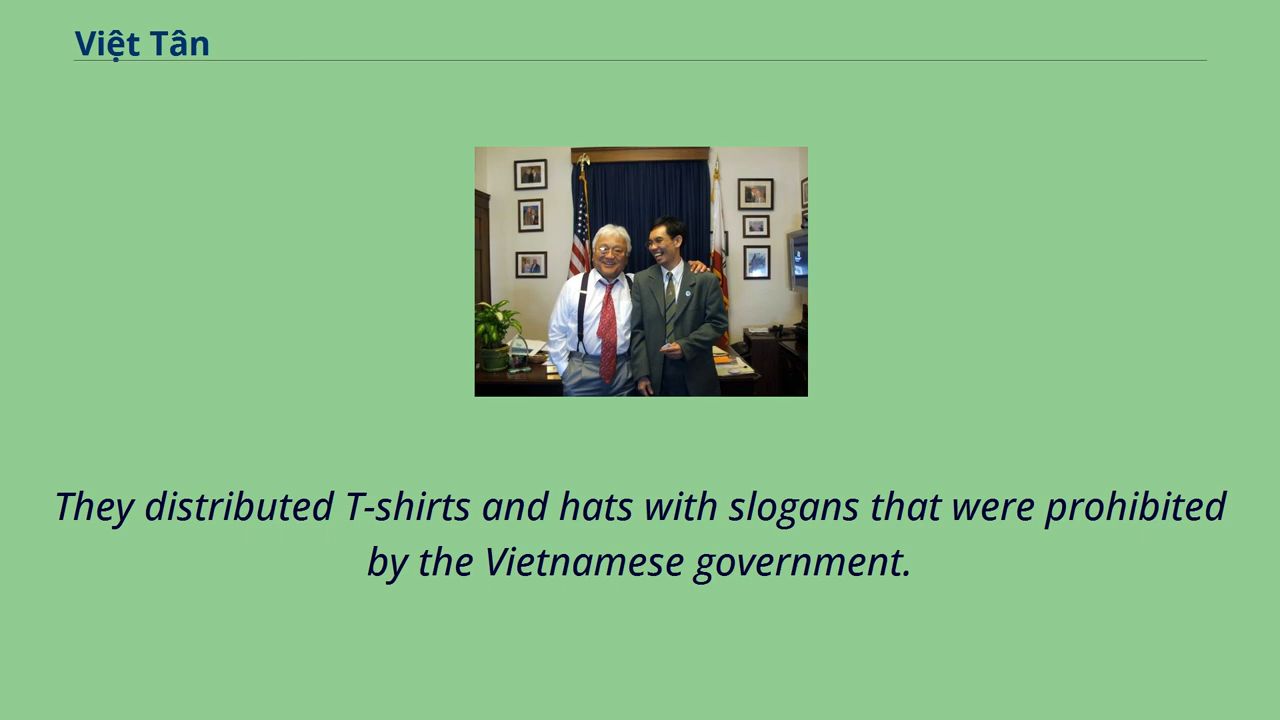 Việt Tân
They distributed T-shirts and hats with slogans that were prohibited
by the Vietnamese government.